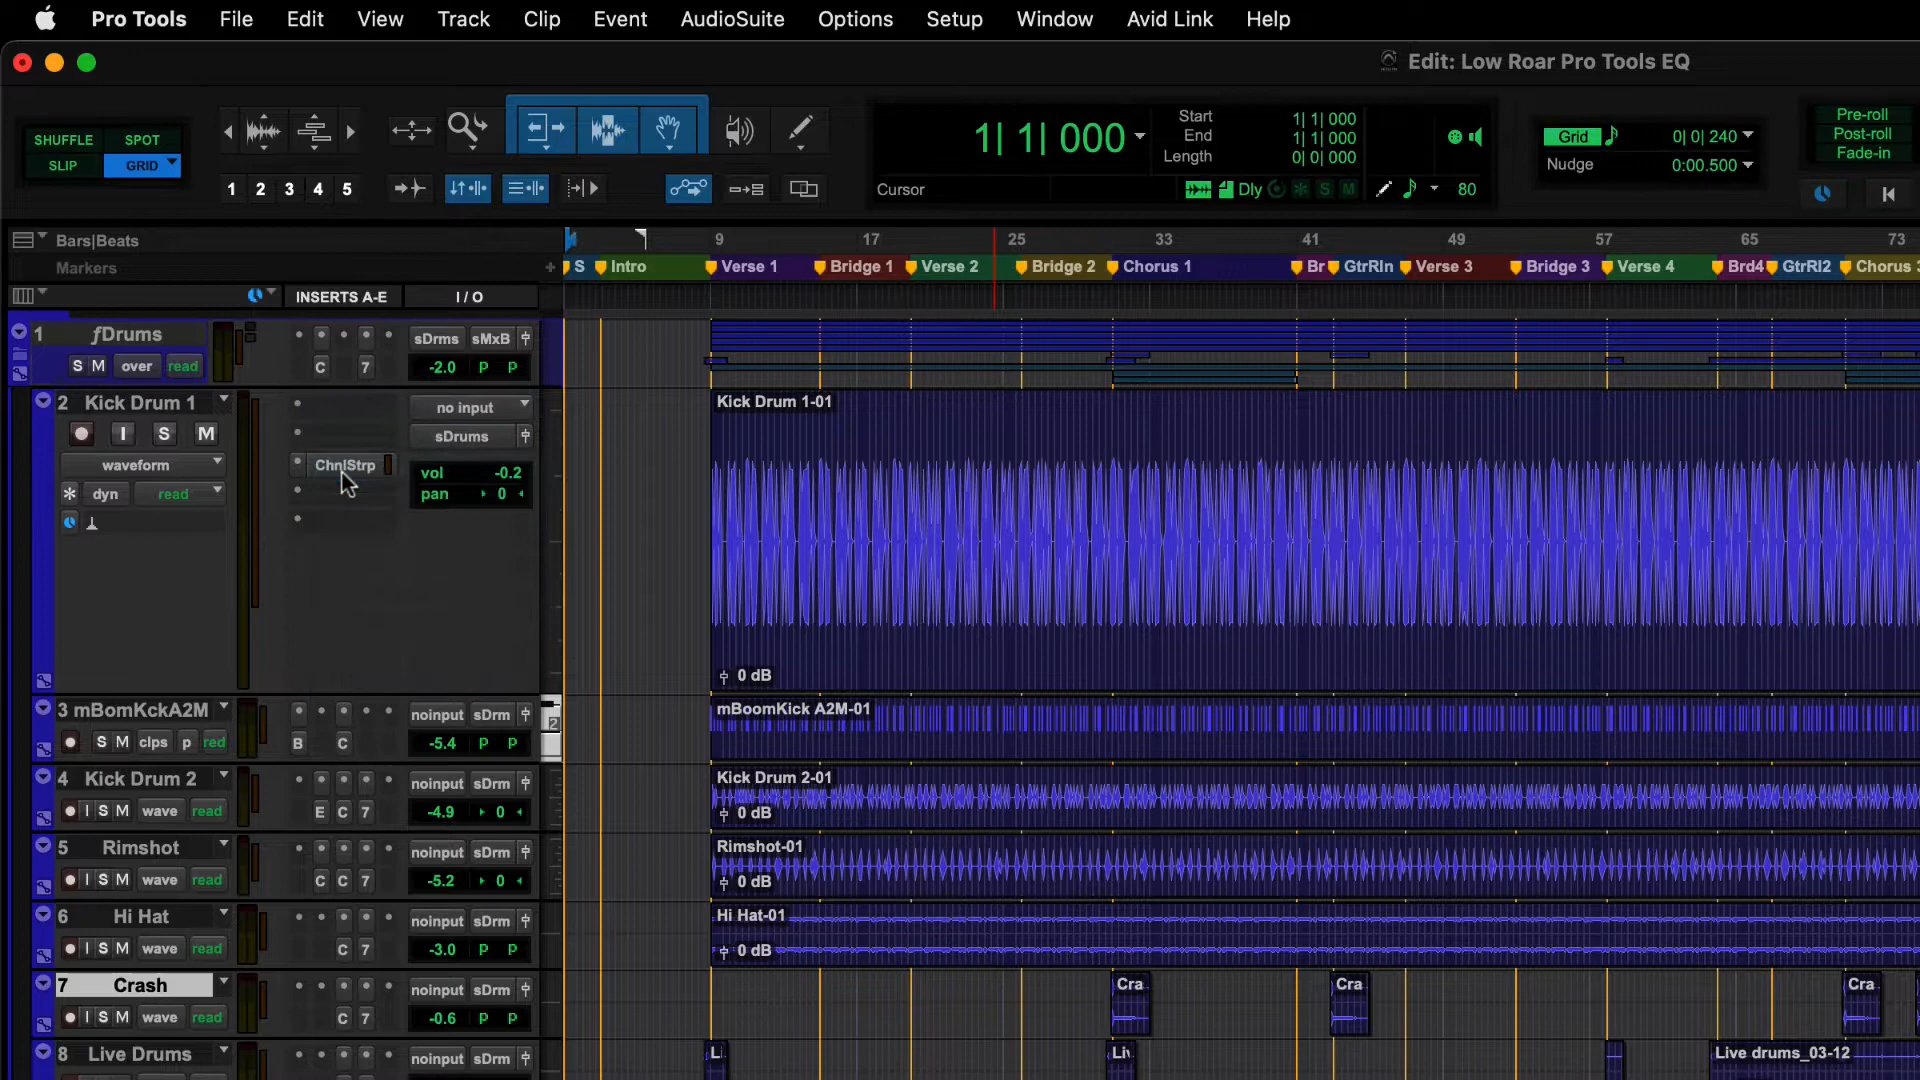 Pro Tools File Edit View Track Clip Event AudioSuite Options Setup Window Avid Link Help
Edit: Low Roar Pro Tools EQ
SHUFFLE SPOT
SLIP GRID
1 2 3 4 5
1| 1| 000
Cursor
Start 1| 1| 000
End 1| 1| 000
Length 0| 0| 000
Dly S M 80
Grid 0| 0| 240
Nudge 0:00.500
Pre-roll
Post-roll
Fade-in
Bars|Beats 9 17 25 33 41 49 57 65 73
Markers + S Intro Verse 1 Bridge 1 Verse 2 Bridge 2 Chorus 1 Br GtrRIn Verse 3 Bridge 3 Verse 4 Brd4 GtrRI2 Chorus 3
INSERTS A-E I / O
1 ƒDrums sDrms sMxB
S M over read C 7 -2.0 P P
2 Kick Drum 1 no input Kick Drum 1-01
I S M sDrums
waveform ChnlStrp vol -0.2
dyn read pan 0
0 dB
3 mBomKckA2M noinput sDrm mBoomKick A2M-01
S M clps p red B C -5.4 P P 2
4 Kick Drum 2 noinput sDrm Kick Drum 2-01
I S M wave read E C 7 -4.9 0 0 dB
5 Rimshot noinput sDrm Rimshot-01
I S M wave read C C 7 -5.2 0 0 dB
6 Hi Hat noinput sDrm Hi Hat-01
I S M wave read C 7 -3.0 P P 0 dB
7 Crash noinput sDrm Cra Cra Cra
I S M wave read C 7 -0.6 P P
8 Live Drums noinput sDrm Li Liv Live drums_03-12